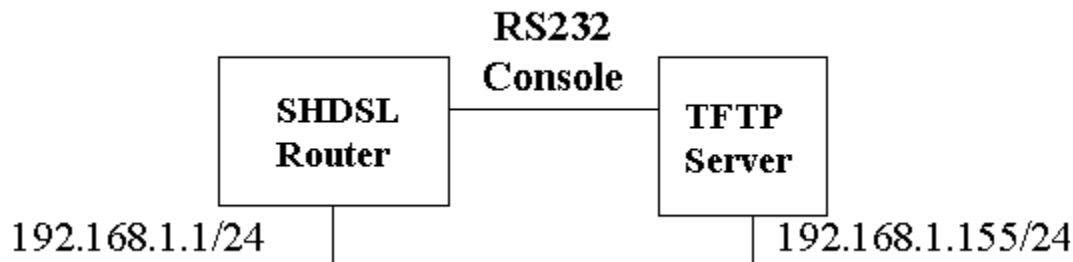 RS232
Console
SHDSL
Router
TFTP
Server
192.168.1.1/24
192.168.1.155/24